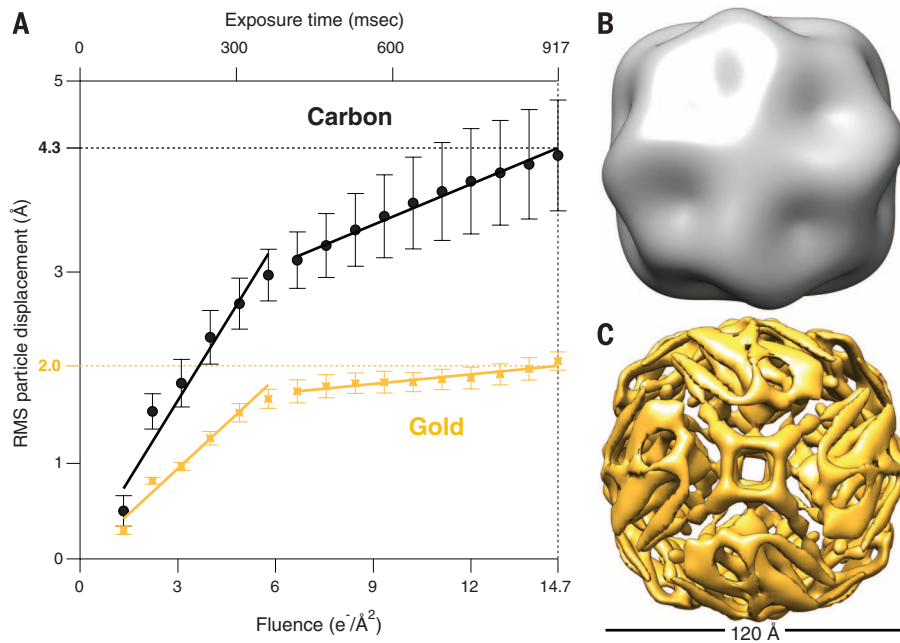 A
Exposure time (msec)
0 300 600 917
B
5
Carbon
4.3
RMS particle displacement (Å)
3
2.0
Gold
1
0
0 3 6 9 12 14.7
Fluence (e⁻/Å²)
C
120 Å